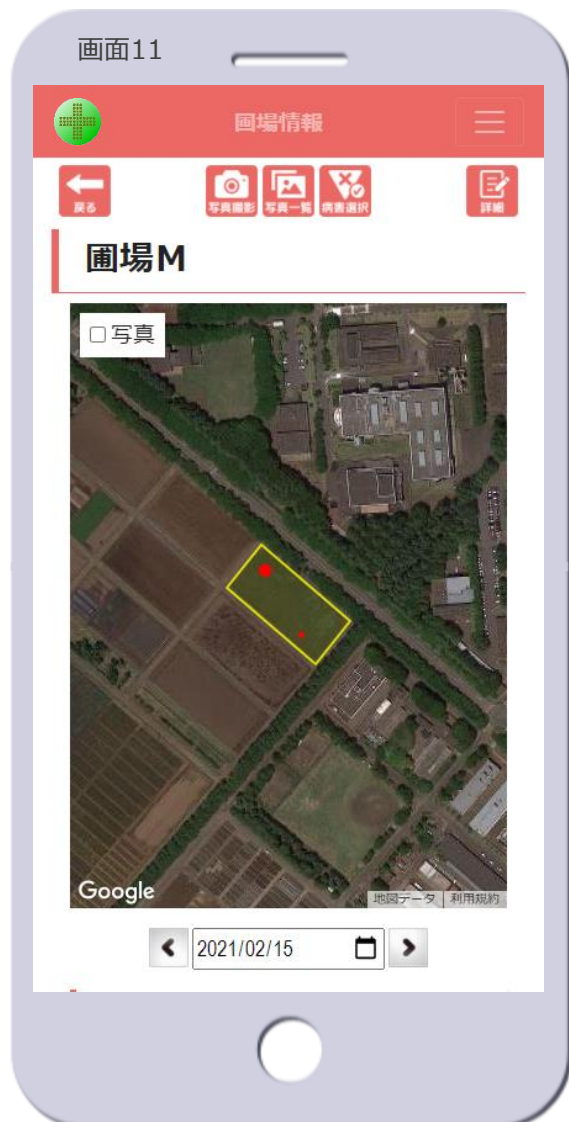 画面11
圃場情報
戻る
写真撮影
写真一覧
病害選択
詳細
圃場M
写真
Google
地図データ
利用規約
2021/02/15